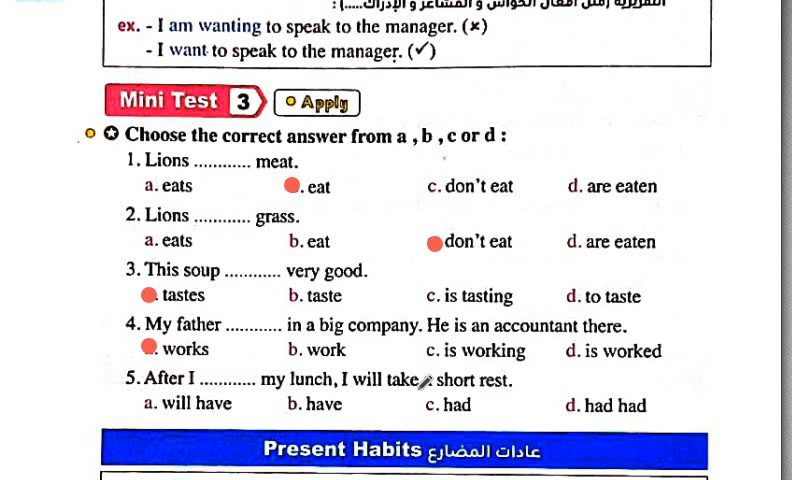 ex. - I am wanting to speak to the manager. (×)
- I want to speak to the manager. (✓)
Mini Test 3 Apply
Choose the correct answer from a , b , c or d :
1. Lions ............ meat.
a. eats . eat c. don't eat d. are eaten
2. Lions ............ grass.
a. eats b. eat don't eat d. are eaten
3. This soup ............ very good.
. tastes b. taste c. is tasting d. to taste
4. My father ............ in a big company. He is an accountant there.
. works b. work c. is working d. is worked
5. After I ............ my lunch, I will take short rest.
a. will have b. have c. had d. had had
Present Habits عادات المضارع